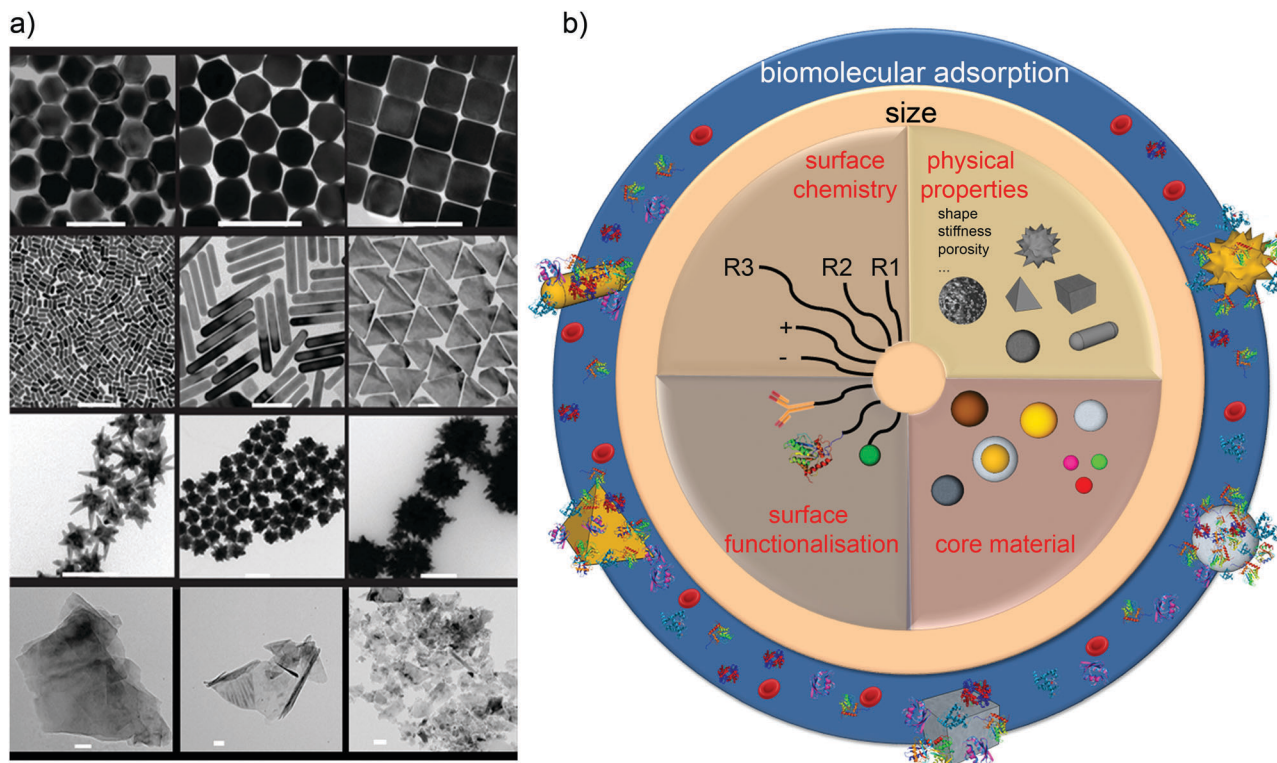 a)
b)
biomolecular adsorption
size
surface
chemistry
physical
properties
shape
stiffness
porosity
...
R3
R2
R1
+
-
surface
functionalisation
core material